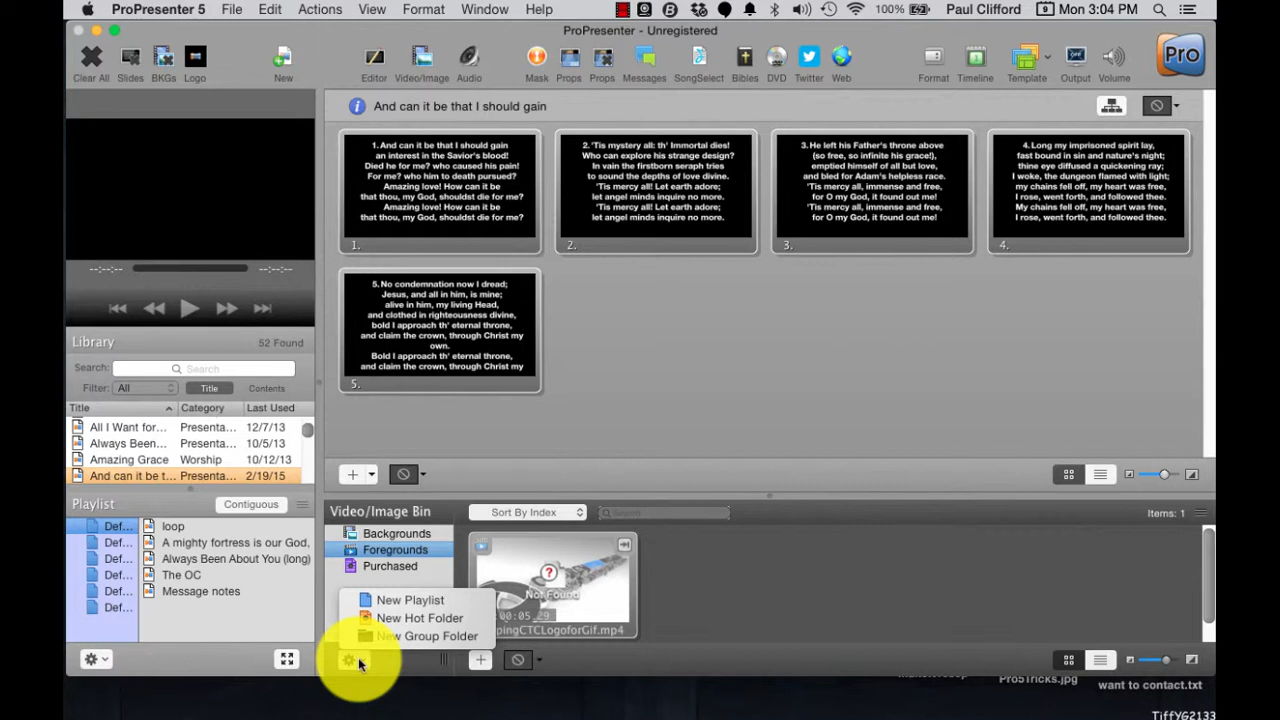 ProPresenter 5 File Edit Actions View Format Window Help 100% Paul Clifford 9 Mon 3:04 PM
ProPresenter - Unregistered
Clear All Slides BKGs Logo New Editor Video/Image Audio Mask Props Props Messages SongSelect Bibles DVD Twitter Web Format Timeline Template Output Volume
Pro
And can it be that I should gain
1. And can it be that I should gain
an interest in the Savior's blood!
Died he for me? who caused his pain!
For me? who him to death pursued?
Amazing love! How can it be
that thou, my God, shouldst die for me?
Amazing love! How can it be
that thou, my God, shouldst die for me?
1.
2. 'Tis mystery all: th' Immortal dies!
Who can explore his strange design?
In vain the firstborn seraph tries
to sound the depths of love divine.
'Tis mercy all! Let earth adore;
let angel minds inquire no more.
'Tis mercy all! Let earth adore;
let angel minds inquire no more.
2.
3. He left his Father's throne above
(so free, so infinite his grace!),
emptied himself of all but love,
and bled for Adam's helpless race.
'Tis mercy all, immense and free,
for O my God, it found out me!
'Tis mercy all, immense and free,
for O my God, it found out me!
3.
4. Long my imprisoned spirit lay,
fast bound in sin and nature's night;
thine eye diffused a quickening ray;
I woke, the dungeon flamed with light;
my chains fell off, my heart was free,
I rose, went forth, and followed thee.
My chains fell off, my heart was free,
I rose, went forth, and followed thee.
4.
5. No condemnation now I dread;
Jesus, and all in him, is mine;
alive in him, my living Head,
and clothed in righteousness divine,
bold I approach th' eternal throne,
and claim the crown, through Christ my
own.
Bold I approach th' eternal throne,
and claim the crown, through Christ my
5.
--:--:-- --:--:--
Library 52 Found
Search: Search
Filter: All Title Contents
Title Category Last Used
All I Want for... Presenta... 12/7/13
Always Been... Presenta... 10/5/13
Amazing Grace Worship 10/12/13
And can it be t... Presenta... 2/19/15
Playlist Contiguous
Def... loop
Def... A mighty fortress is our God,
Def... Always Been About You (long)
Def... The OC
Def... Message notes
Def...
Video/Image Bin Sort By Index Search Items: 1
Backgrounds
Foregrounds
Purchased
New Playlist
New Hot Folder
New Group Folder
Not Found
:00:05.29
pingCTCLogoforGif.mp4
Pro5Tricks.jpg
want to contact.txt
TiffyG2133